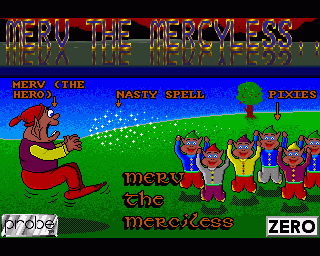 MERV THE MERCYLESS..
MERV (THE
HERO)
NASTY SPELL
PIXIES
merv
the
merciless
probe
ZERO